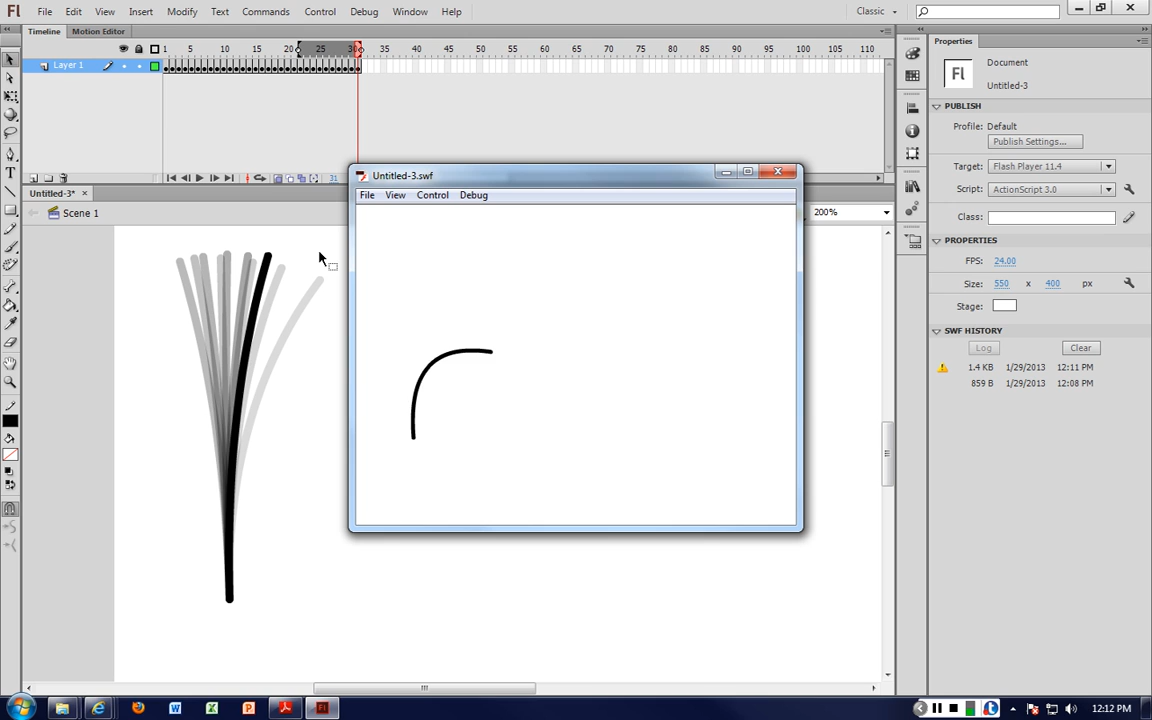 Fl File Edit View Insert Modify Text Commands Control Debug Window Help Classic
Timeline Motion Editor
1 5 10 15 20 25 30 35 40 45 50 55 60 65 70 75 80 85 90 95 100 105 110
Layer 1
31
Untitled-3* ×
Scene 1
200%
Untitled-3.swf
File View Control Debug
Properties
Fl
Document
Untitled-3
PUBLISH
Profile: Default
Publish Settings...
Target: Flash Player 11.4
Script: ActionScript 3.0
Class:
PROPERTIES
FPS: 24.00
Size: 550 x 400 px
Stage:
SWF HISTORY
Log Clear
1.4 KB 1/29/2013 12:11 PM
859 B 1/29/2013 12:08 PM
12:12 PM